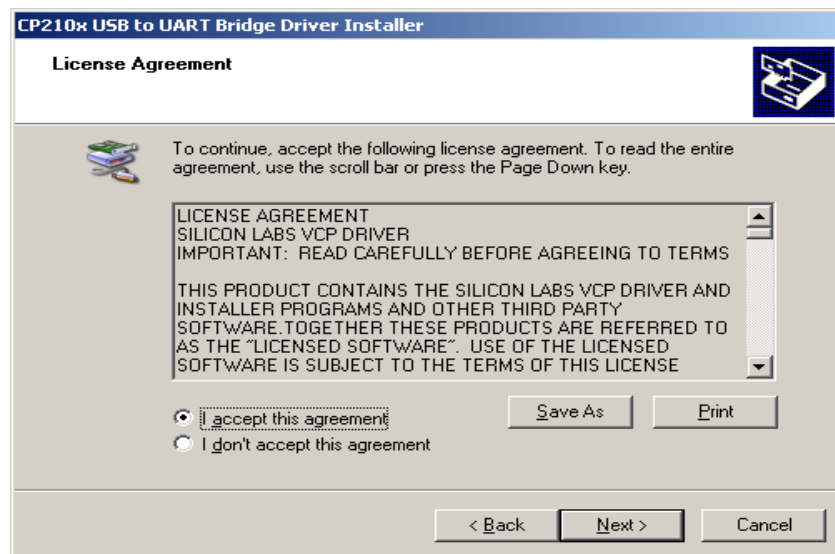 CP210x USB to UART Bridge Driver Installer
License Agreement
To continue, accept the following license agreement. To read the entire
agreement, use the scroll bar or press the Page Down key.
LICENSE AGREEMENT
SILICON LABS VCP DRIVER
IMPORTANT: READ CAREFULLY BEFORE AGREEING TO TERMS
THIS PRODUCT CONTAINS THE SILICON LABS VCP DRIVER AND
INSTALLER PROGRAMS AND OTHER THIRD PARTY
SOFTWARE.TOGETHER THESE PRODUCTS ARE REFERRED TO
AS THE "LICENSED SOFTWARE". USE OF THE LICENSED
SOFTWARE IS SUBJECT TO THE TERMS OF THIS LICENSE
I accept this agreement
Save As
Print
I don't accept this agreement
< Back
Next >
Cancel